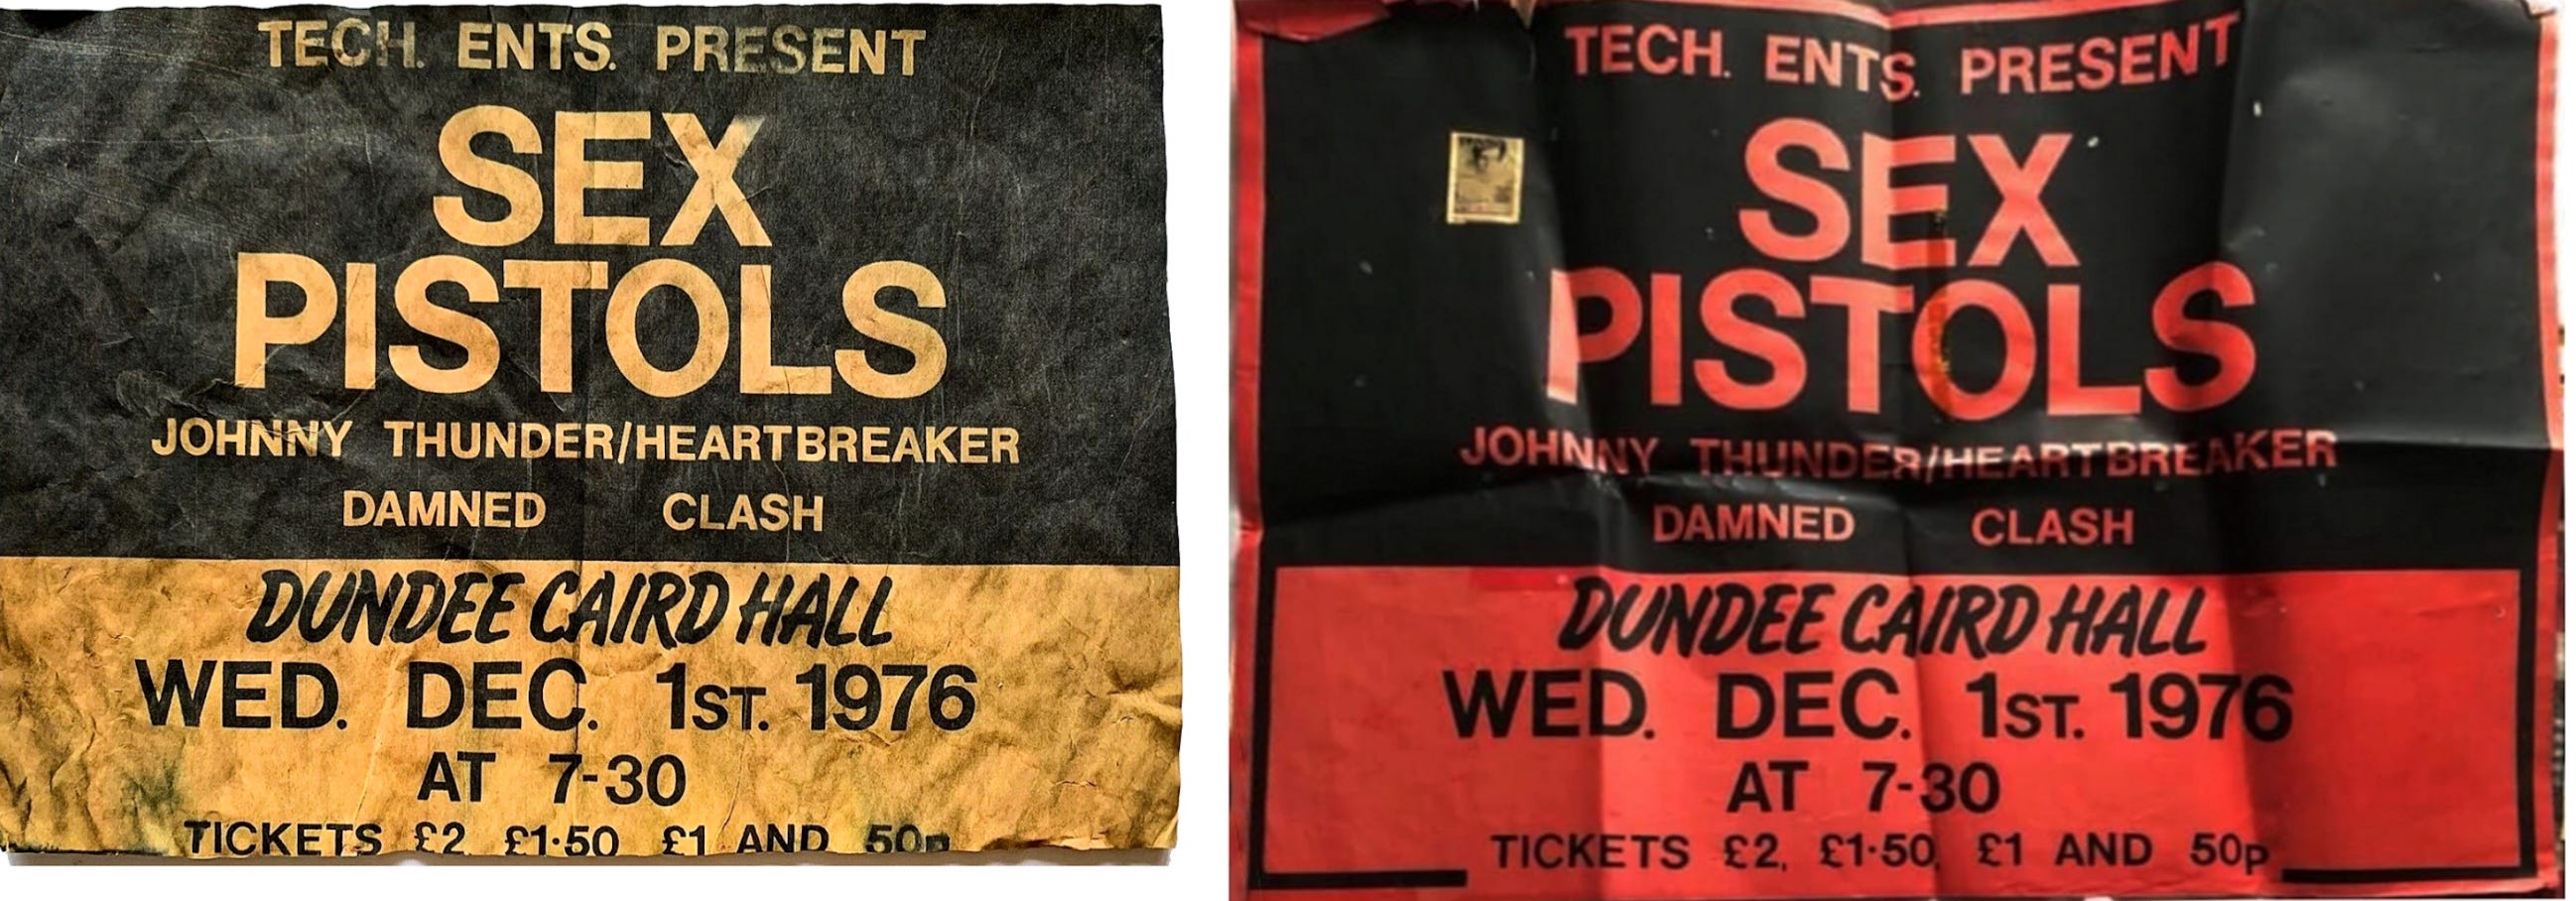 TECH. ENTS. PRESENT
SEX
PISTOLS
JOHNNY THUNDER/HEARTBREAKER
DAMNED CLASH
DUNDEE CAIRD HALL
WED. DEC. 1ST. 1976
AT 7-30
TICKETS £2, £1·50 £1 AND 50p
TECH. ENTS. PRESENT
SEX
PISTOLS
JOHNNY THUNDER/HEARTBREAKER
DAMNED CLASH
DUNDEE CAIRD HALL
WED. DEC. 1ST. 1976
AT 7-30
TICKETS £2, £1·50, £1 AND 50p